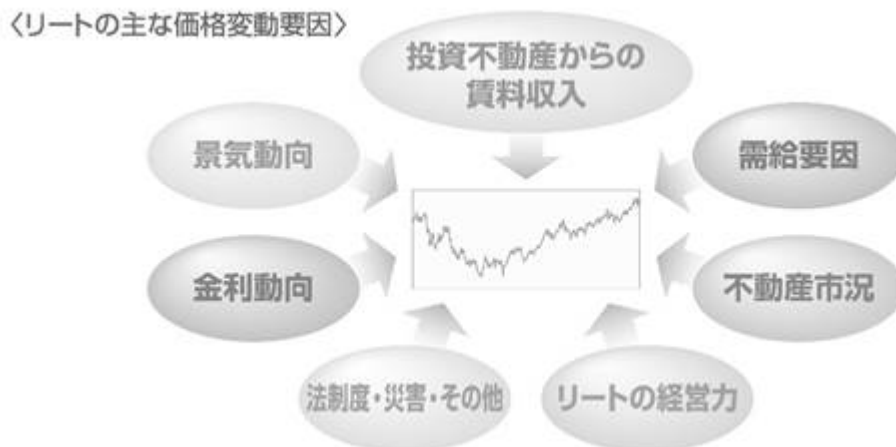 〈リートの主な価格変動要因〉
投資不動産からの
賃料収入
景気動向
需給要因
金利動向
不動産市況
法制度・災害・その他
リートの経営力